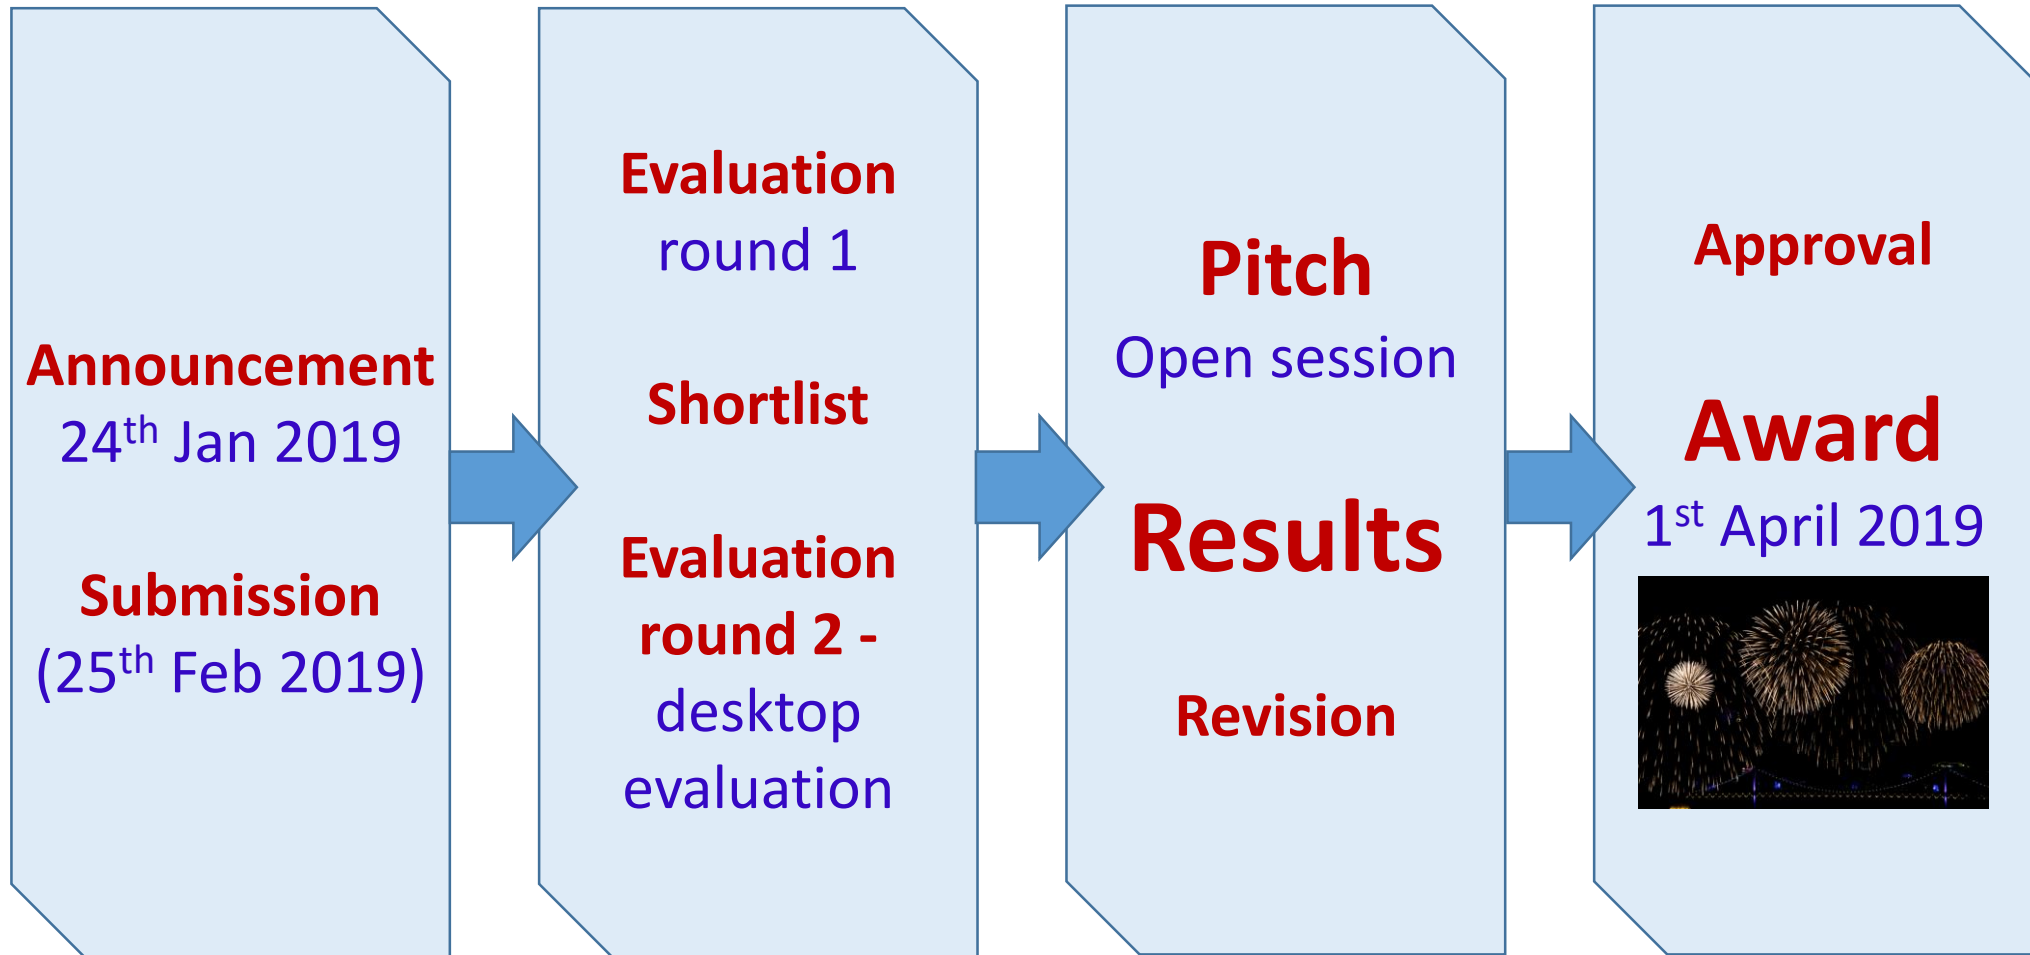 Announcement
24th Jan 2019
Submission
(25th Feb 2019)
Evaluation
round 1
Shortlist
Evaluation
round 2 -
desktop
evaluation
Pitch
Open session
Results
Revision
Approval
Award
1st April 2019